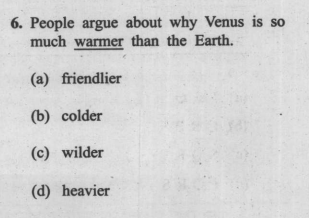 6. People argue about why Venus is so
much warmer than the Earth.
(a) friendlier
(b) colder
(c) wilder
(d) heavier